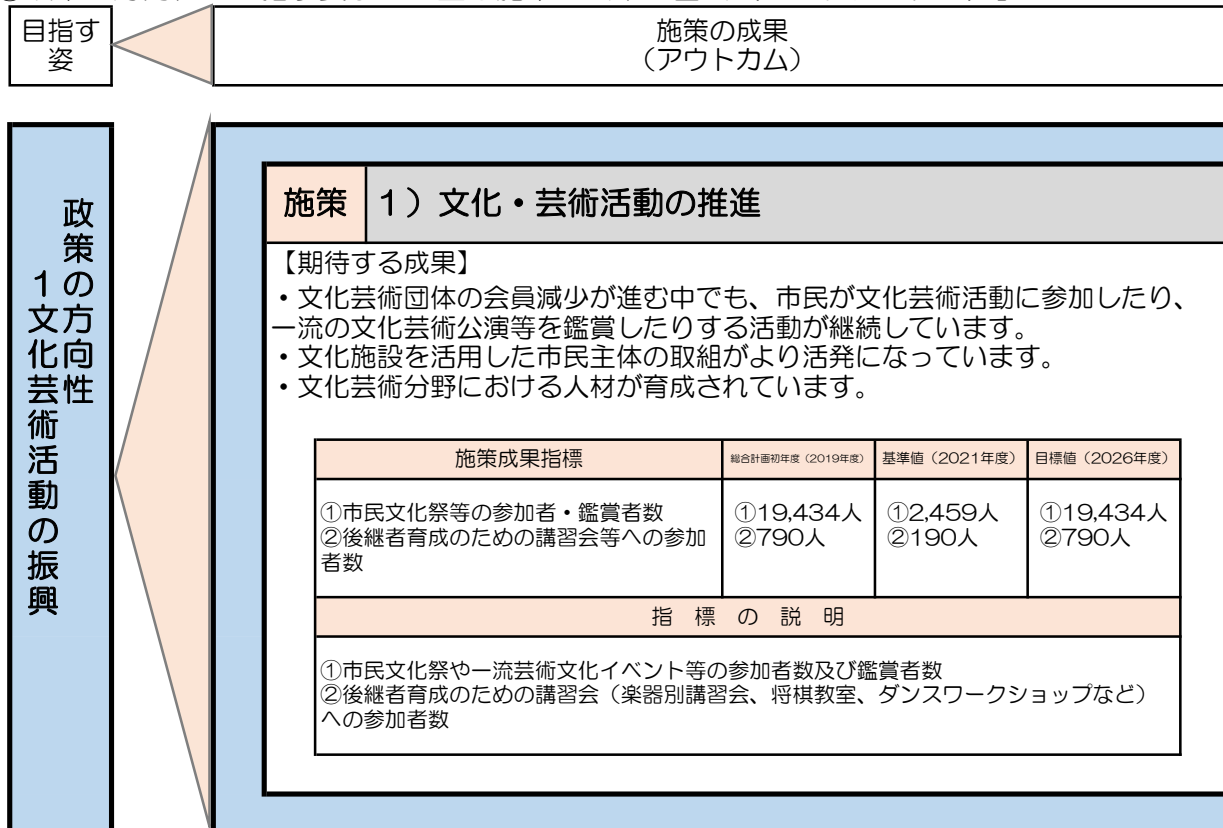 目指す
姿
施策の成果
（アウトカム）
政策の方向性
１文化芸術活動の振興
施策
１）文化・芸術活動の推進
【期待する成果】
・文化芸術団体の会員減少が進む中でも、市民が文化芸術活動に参加したり、
一流の文化芸術公演等を鑑賞したりする活動が継続しています。
・文化施設を活用した市民主体の取組がより活発になっています。
・文化芸術分野における人材が育成されています。
施策成果指標
総合計画初年度（2019年度）
基準値（2021年度）
目標値（2026年度）
①市民文化祭等の参加者・鑑賞者数
②後継者育成のための講習会等への参加
者数
①19,434人
②790人
①2,459人
②190人
①19,434人
②790人
指 標 の 説 明
①市民文化祭や一流芸術文化イベント等の参加者数及び鑑賞者数
②後継者育成のための講習会（楽器別講習会、将棋教室、ダンスワークショップなど）
への参加者数